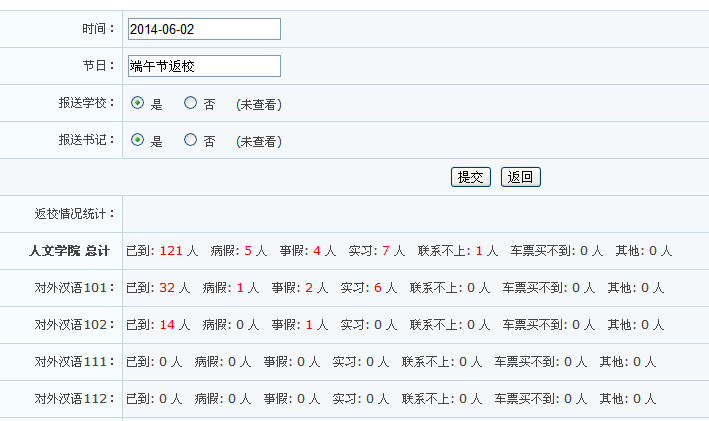 时间： 2014-06-02
节日： 端午节返校
报送学校： 是 否 (未查看)
报送书记： 是 否 (未查看)
提交 返回
返校情况统计：
人文学院 总计 已到: 121 人 病假: 5 人 事假: 4 人 实习: 7 人 联系不上: 1 人 车票买不到: 0 人 其他: 0 人
对外汉语101： 已到: 32 人 病假: 1 人 事假: 2 人 实习: 6 人 联系不上: 0 人 车票买不到: 0 人 其他: 0 人
对外汉语102： 已到: 14 人 病假: 0 人 事假: 1 人 实习: 0 人 联系不上: 0 人 车票买不到: 0 人 其他: 0 人
对外汉语111： 已到: 0 人 病假: 0 人 事假: 0 人 实习: 0 人 联系不上: 0 人 车票买不到: 0 人 其他: 0 人
对外汉语112： 已到: 0 人 病假: 0 人 事假: 0 人 实习: 0 人 联系不上: 0 人 车票买不到: 0 人 其他: 0 人